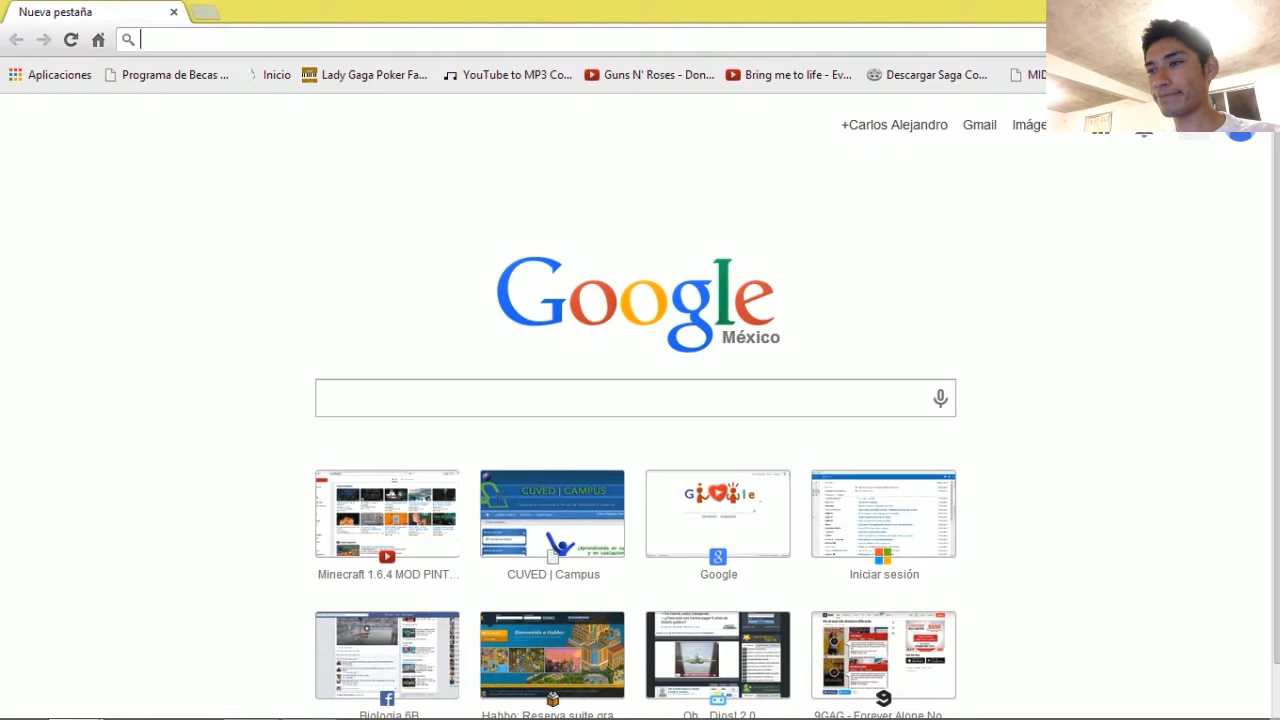 Nueva pestaña
Aplicaciones
Programa de Becas ...
Inicio
Lady Gaga Poker Fa...
YouTube to MP3 Co...
Guns N' Roses - Don...
Bring me to life - Ev...
Descargar Saga Co...
MID
+Carlos Alejandro
Gmail
Imáge
Google
México
CUVED | CAMPUS
Minecraft 1.6.4 MOD PINT...
CUVED | Campus
Google
Iniciar sesión
Biologia 6B
Habbo: Reserva suite gra...
Oh... Dios! 2.0
9GAG - Forever Alone No...